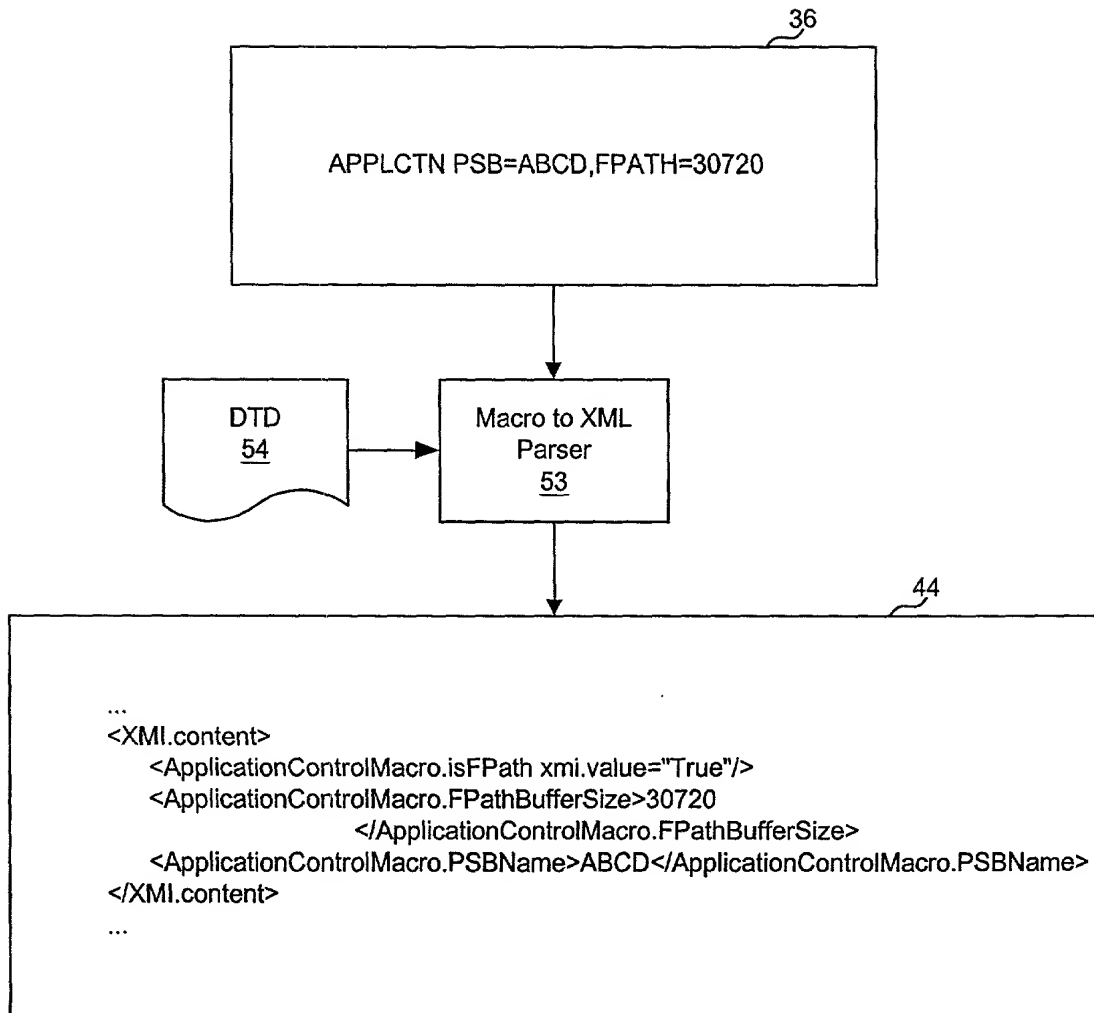 36
APPLCTN PSB=ABCD,FPATH=30720
DTD
54
Macro to XML
Parser
53
44
...
<XMI.content>
<ApplicationControlMacro.isFPath xmi.value="True"/>
<ApplicationControlMacro.FPathBufferSize>30720
</ApplicationControlMacro.FPathBufferSize>
<ApplicationControlMacro.PSBName>ABCD</ApplicationControlMacro.PSBName>
</XMI.content>
...